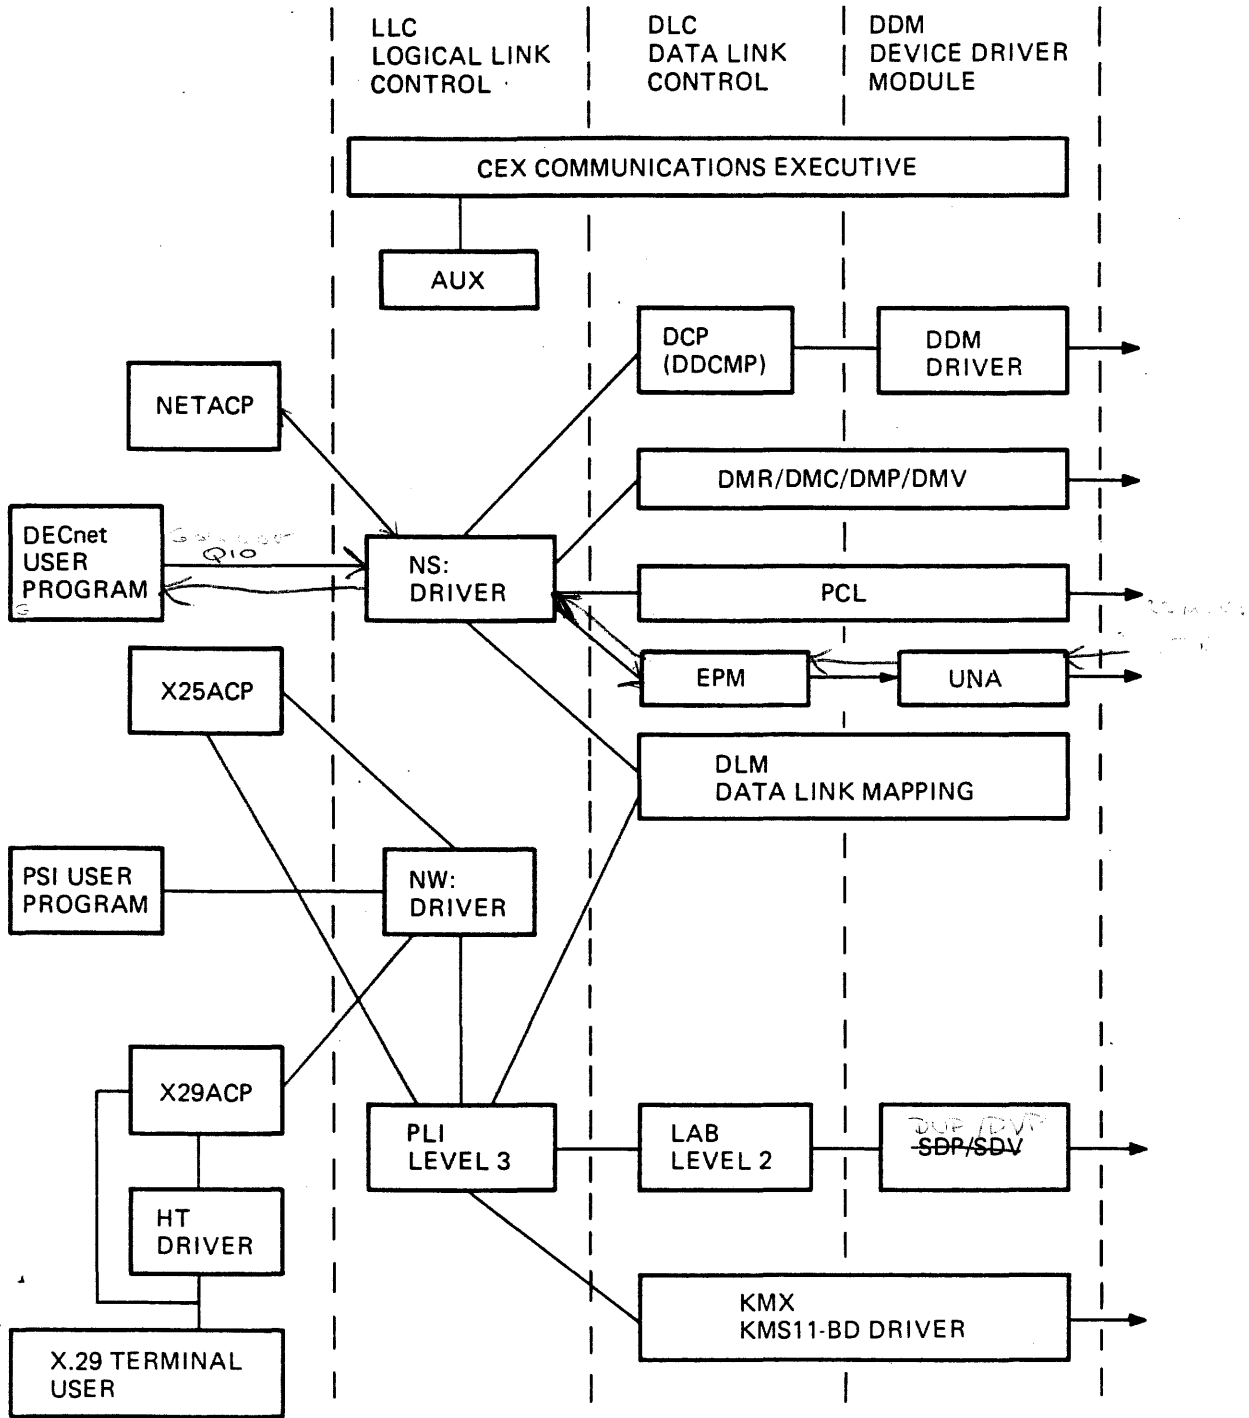 LLC
LOGICAL LINK
CONTROL
DLC
DATA LINK
CONTROL
DDM
DEVICE DRIVER
MODULE
CEX COMMUNICATIONS EXECUTIVE
AUX
DCP
(DDCMP)
DDM
DRIVER
NETACP
DMR/DMC/DMP/DMV
DECnet
USER
PROGRAM
QIO
NS:
DRIVER
PCL
X25ACP
EPM
UNA
DLM
DATA LINK MAPPING
PSI USER
PROGRAM
NW:
DRIVER
X29ACP
PLI
LEVEL 3
LAB
LEVEL 2
DUP/DVP
SDP/SDV
HT
DRIVER
KMX
KMS11-BD DRIVER
X.29 TERMINAL
USER